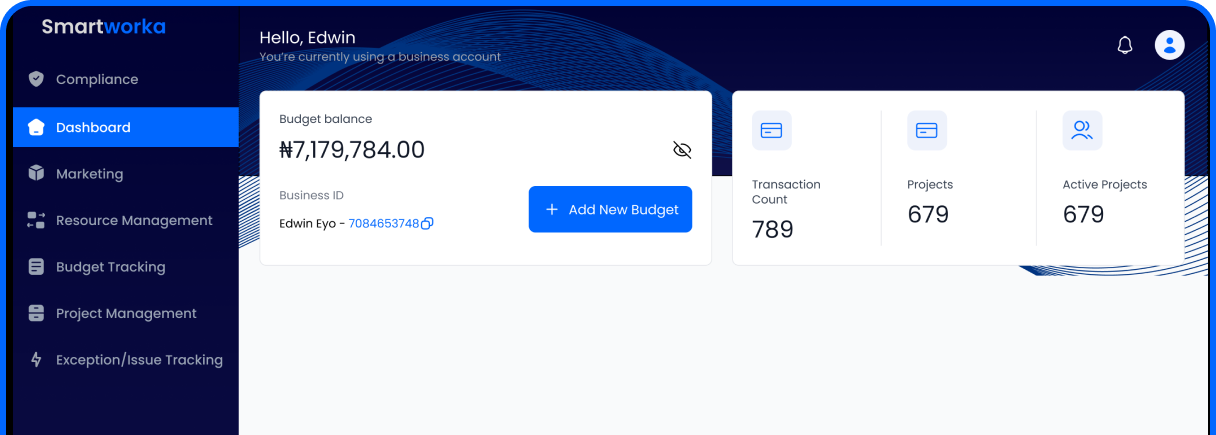 Smartworka
Compliance
Dashboard
Marketing
Resource Management
Budget Tracking
Project Management
Exception/Issue Tracking
Hello, Edwin
You're currently using a business account
Budget balance
₦7,179,784.00
Business ID
Edwin Eyo - 7084653748
+ Add New Budget
Transaction
Count
789
Projects
679
Active Projects
679